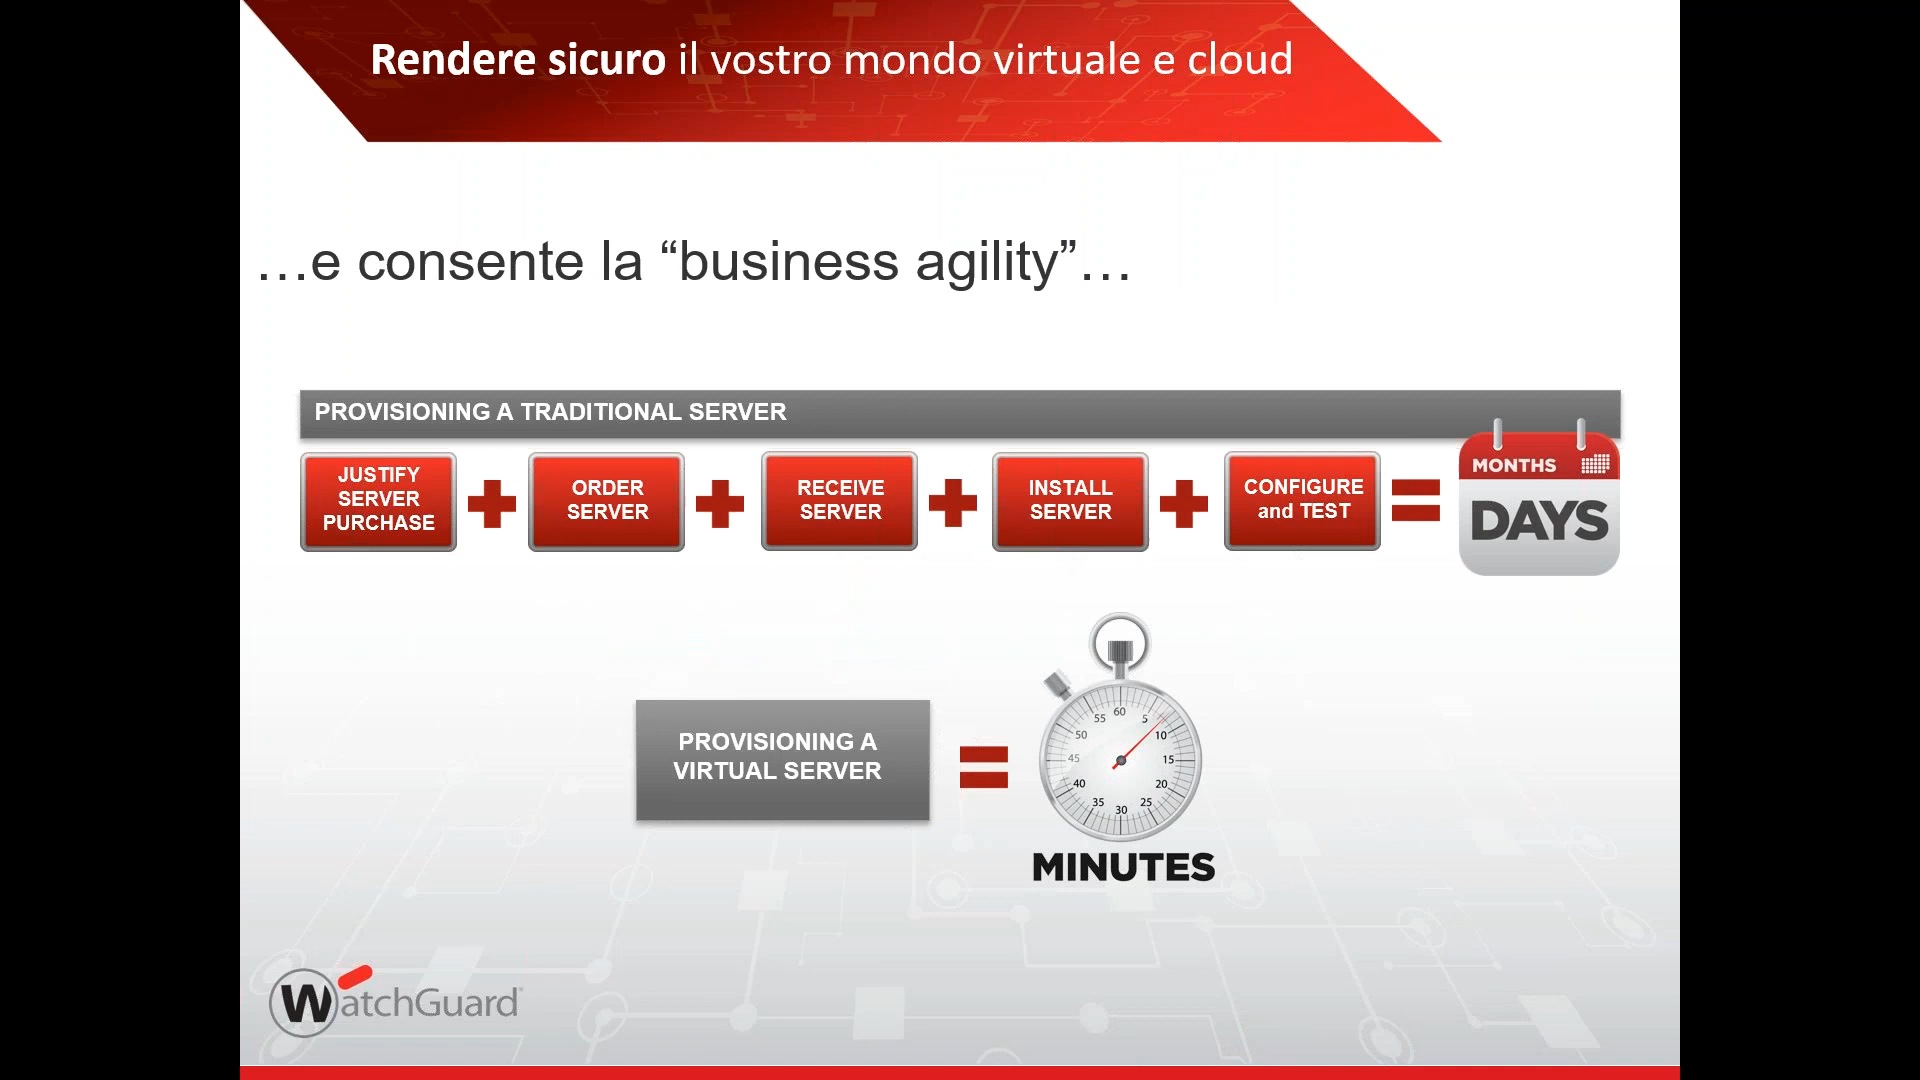 Rendere sicuro il vostro mondo virtuale e cloud
…e consente la “business agility”…
PROVISIONING A TRADITIONAL SERVER
JUSTIFY
SERVER
PURCHASE
ORDER
SERVER
RECEIVE
SERVER
INSTALL
SERVER
CONFIGURE
and TEST
MONTHS
DAYS
PROVISIONING A
VIRTUAL SERVER
60
55
5
50
10
45
15
40
20
35
25
30
MINUTES
WatchGuard